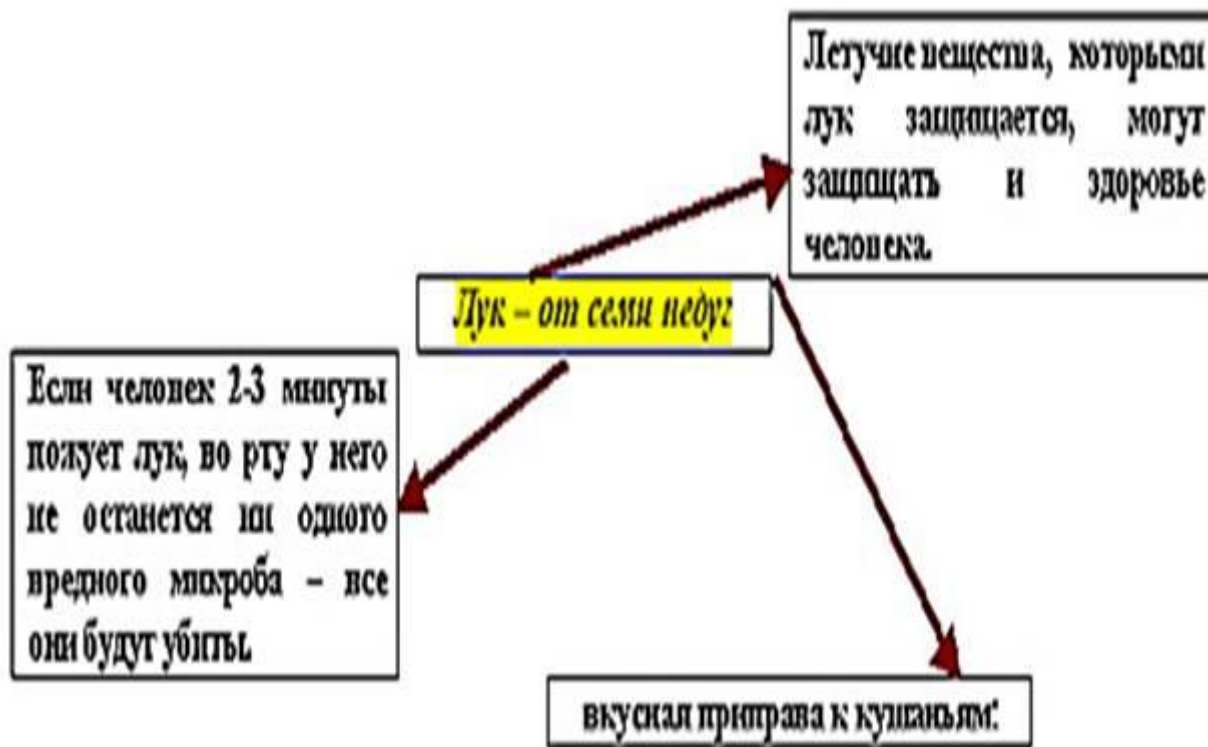 Летучие вещества, которыми
лук защищается, могут
защищать и здоровье
человека.
Лук – от семи недуг
Если человек 2-3 минуты
пожует лук, во рту у него
не останется ни одного
вредного микроба – все
они будут убиты.
вкусная приправа к кушаньям: